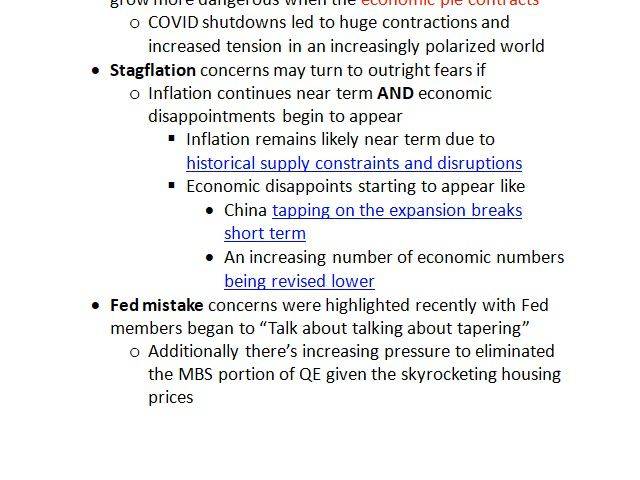 grow more dangerous when the economic pie contracts
o COVID shutdowns led to huge contractions and
increased tension in an increasingly polarized world
• Stagflation concerns may turn to outright fears if
o Inflation continues near term AND economic
disappointments begin to appear
▪ Inflation remains likely near term due to
historical supply constraints and disruptions
▪ Economic disappoints starting to appear like
• China tapping on the expansion breaks
short term
• An increasing number of economic numbers
being revised lower
• Fed mistake concerns were highlighted recently with Fed
members began to “Talk about talking about tapering”
o Additionally there’s increasing pressure to eliminated
the MBS portion of QE given the skyrocketing housing
prices